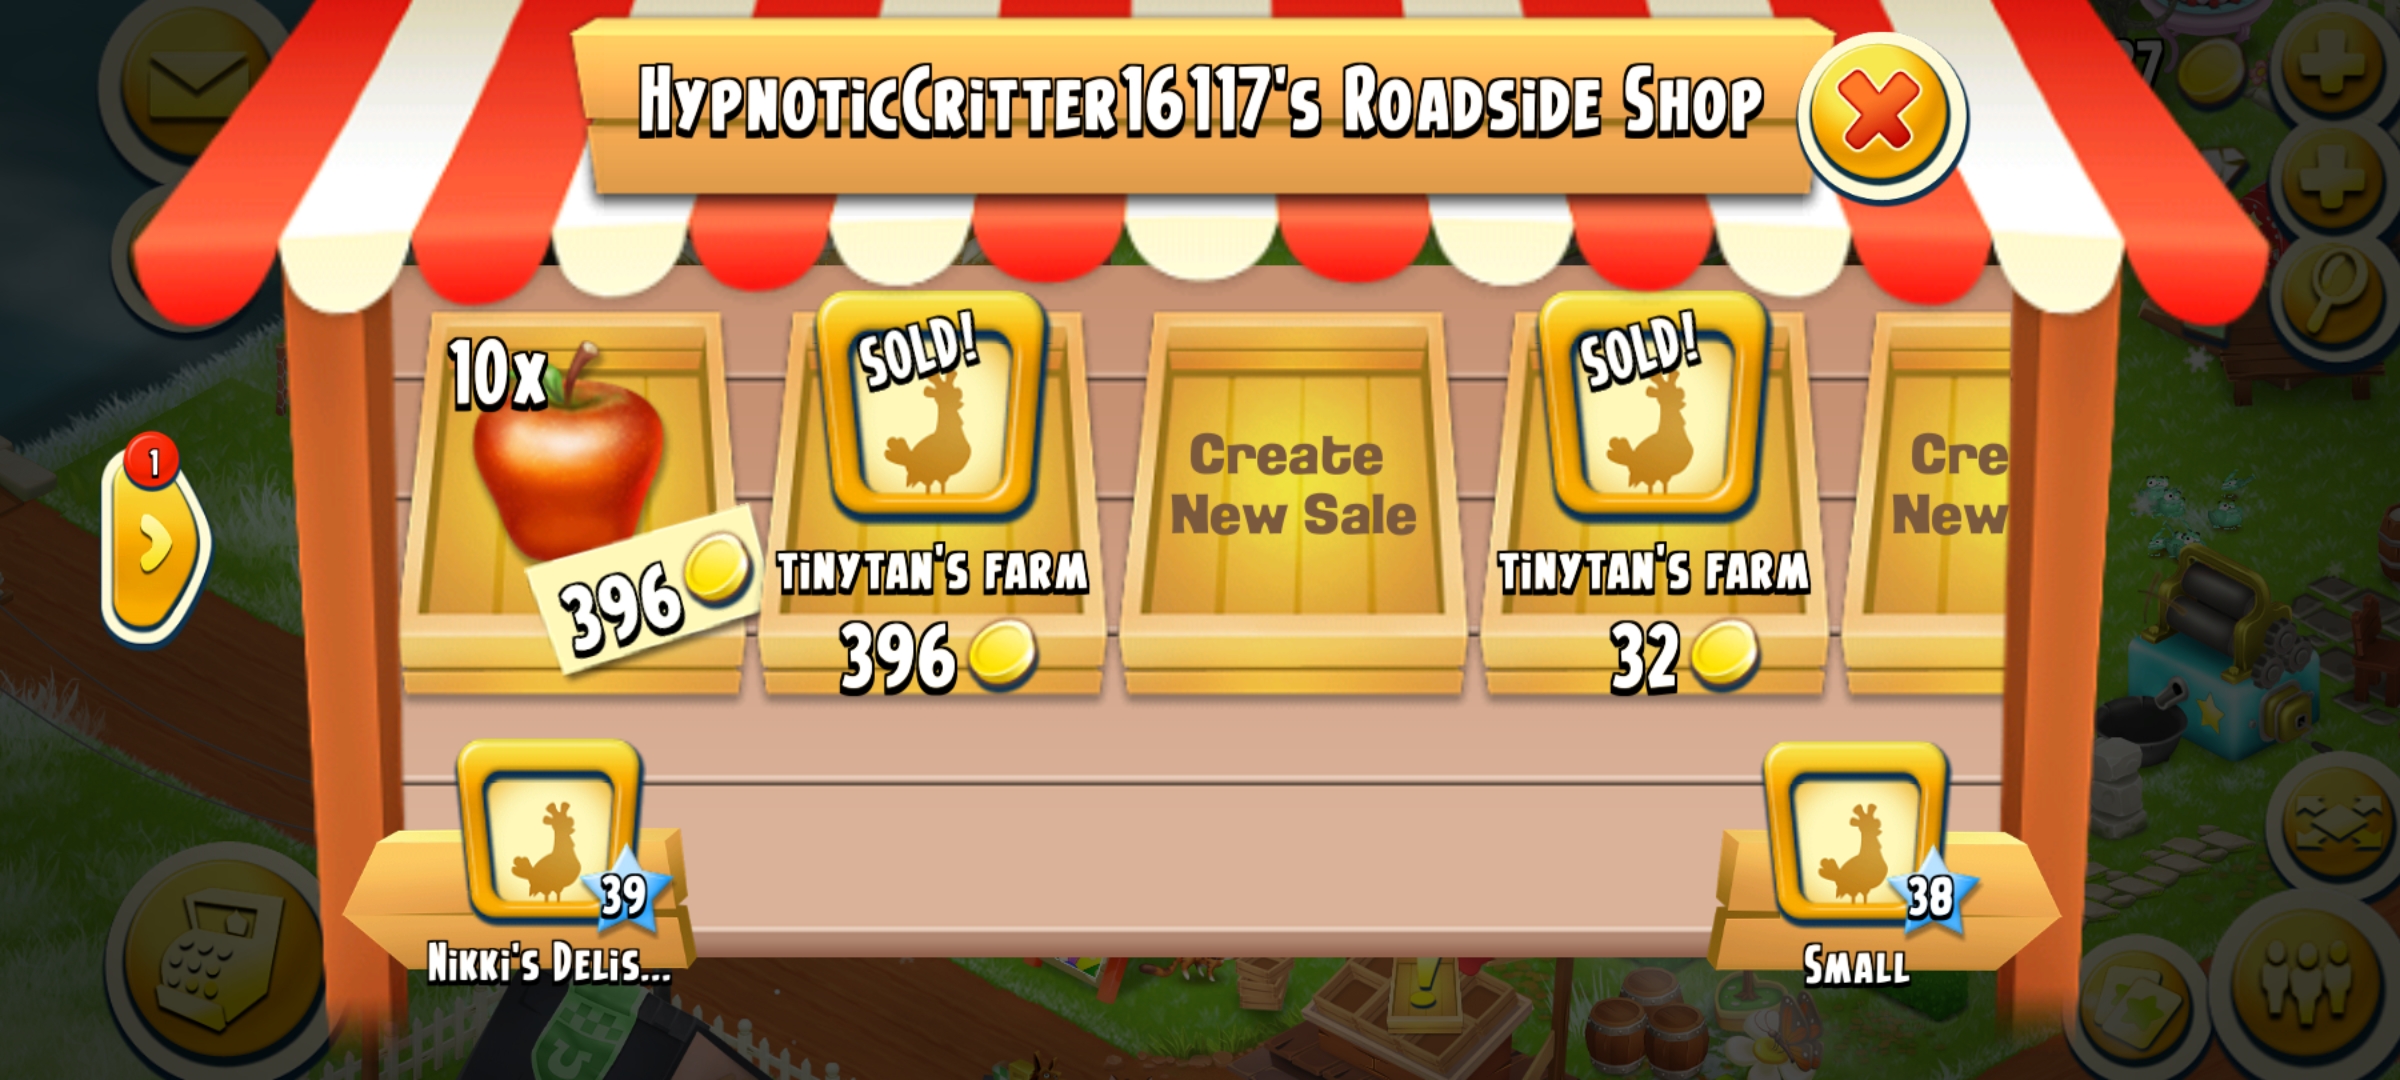 HypnoticCritter16117's Roadside Shop
10x
396
SOLD!
TinyTan's Farm
396
Create
New Sale
SOLD!
TinyTan's Farm
32
Cre
New
1
39
Nikki's Delis...
38
Small